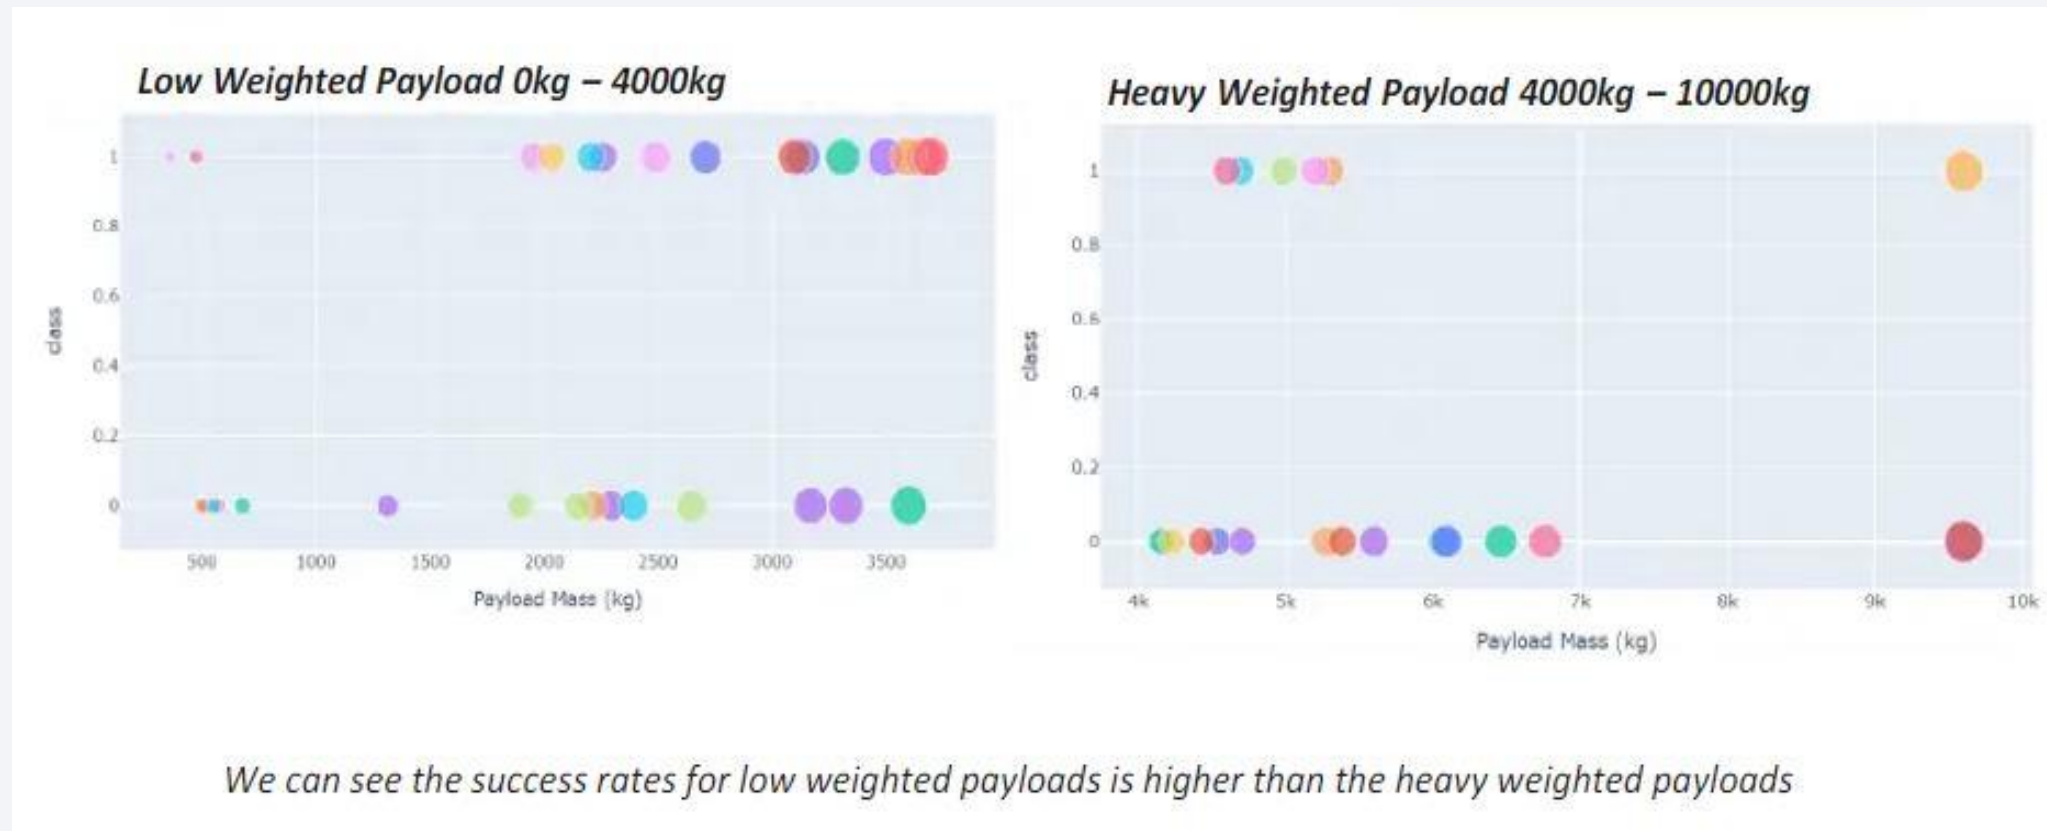 Low Weighted Payload 0kg – 4000kg
1
0.8
0.6
0.4
0.2
0
class
500 1000 1500 2000 2500 3000 3500
Payload Mass (kg)
Heavy Weighted Payload 4000kg – 10000kg
1
0.8
0.6
0.4
0.2
0
class
4k 5k 6k 7k 8k 9k 10k
Payload Mass (kg)
We can see the success rates for low weighted payloads is higher than the heavy weighted payloads